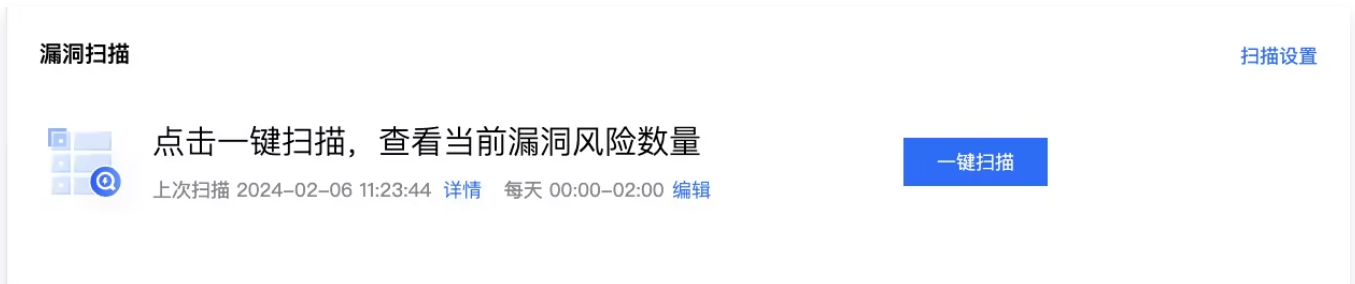 漏洞扫描
扫描设置
点击一键扫描，查看当前漏洞风险数量
一键扫描
上次扫描 2024-02-06 11:23:44 详情 每天 00:00-02:00 编辑